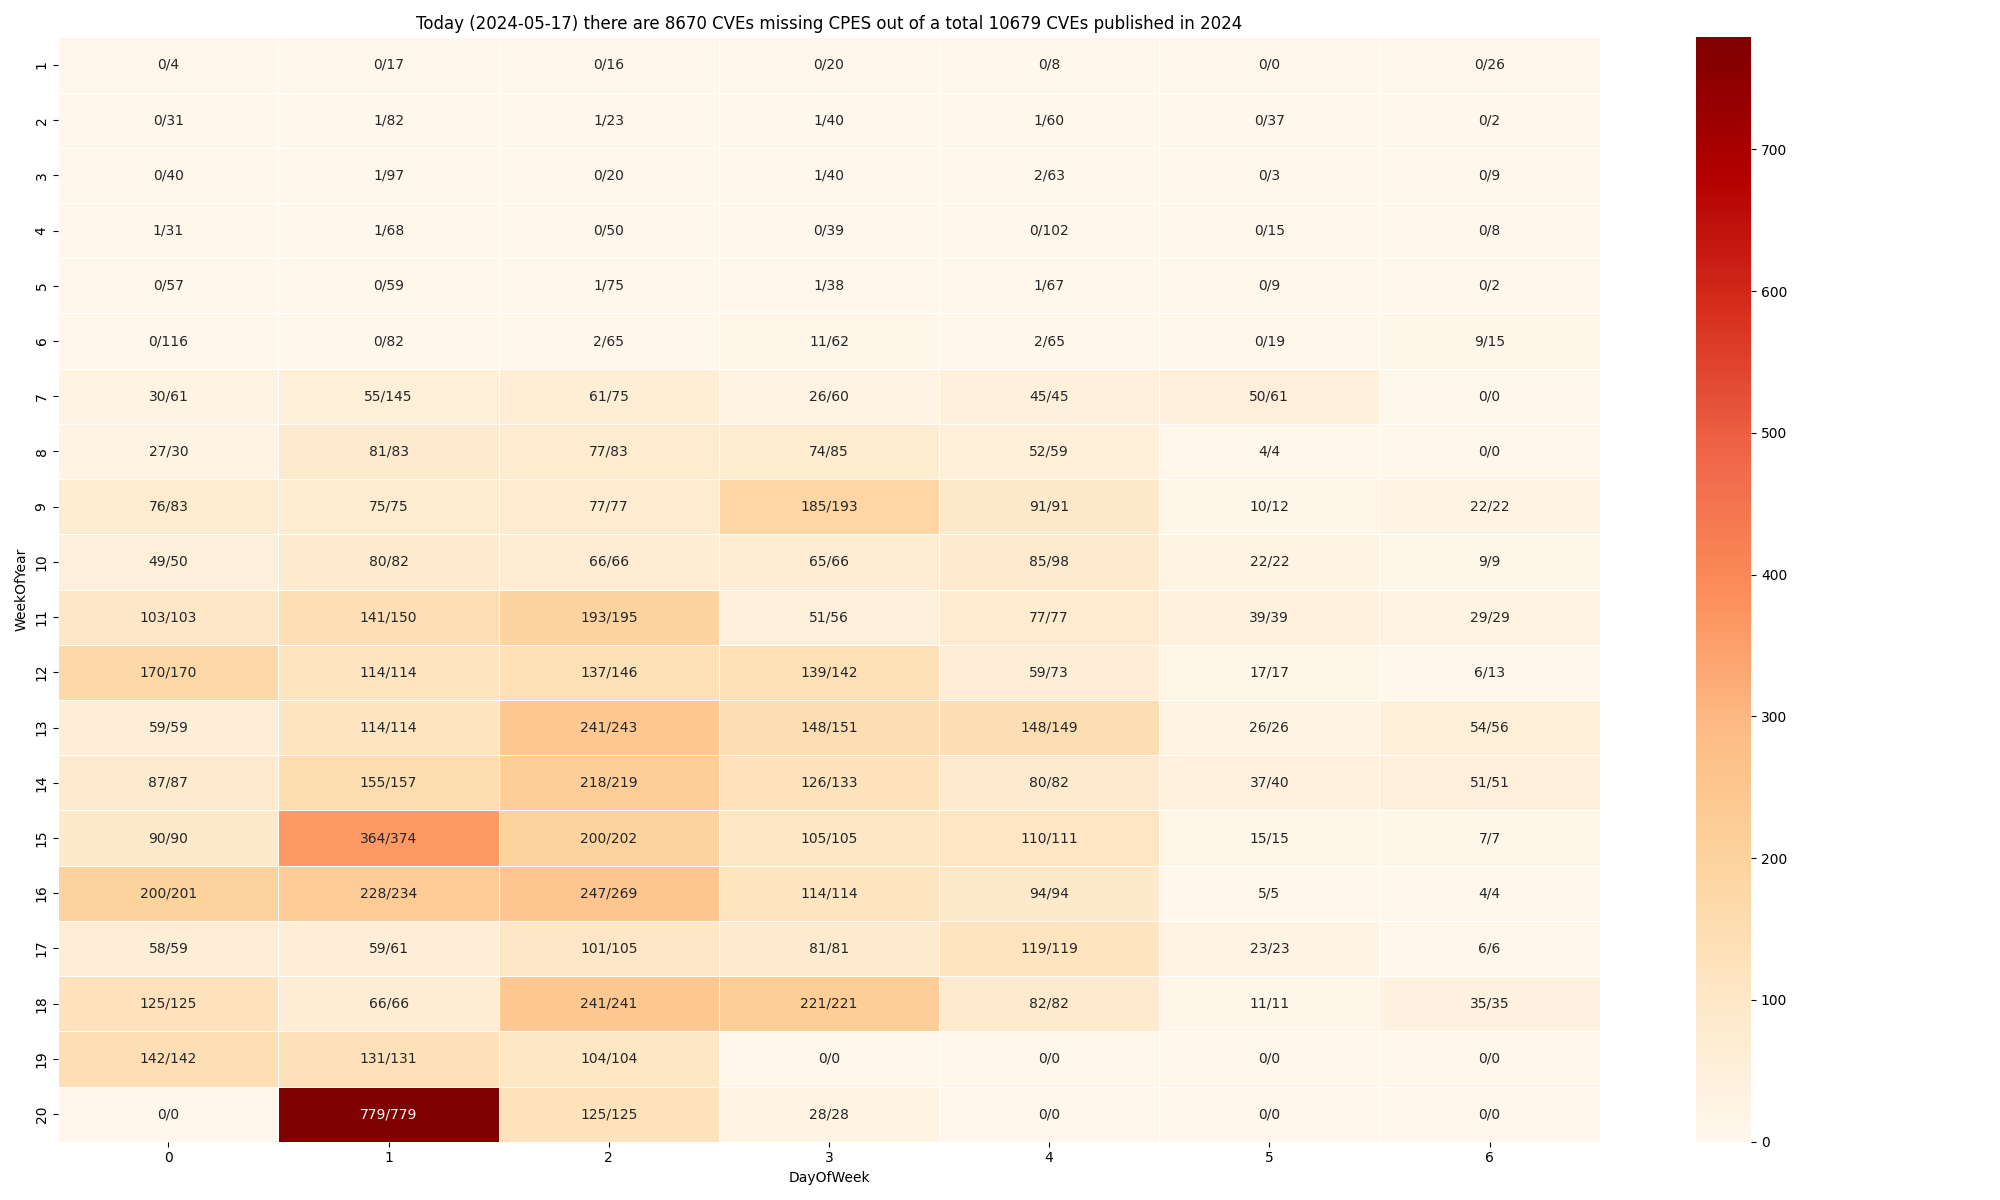 Today (2024-05-17) there are 8670 CVEs missing CPES out of a total 10679 CVEs published in 2024
WeekOfYear
1 0/4 0/17 0/16 0/20 0/8 0/0 0/26
2 0/31 1/82 1/23 1/40 1/60 0/37 0/2
3 0/40 1/97 0/20 1/40 2/63 0/3 0/9
4 1/31 1/68 0/50 0/39 0/102 0/15 0/8
5 0/57 0/59 1/75 1/38 1/67 0/9 0/2
6 0/116 0/82 2/65 11/62 2/65 0/19 9/15
7 30/61 55/145 61/75 26/60 45/45 50/61 0/0
8 27/30 81/83 77/83 74/85 52/59 4/4 0/0
9 76/83 75/75 77/77 185/193 91/91 10/12 22/22
10 49/50 80/82 66/66 65/66 85/98 22/22 9/9
11 103/103 141/150 193/195 51/56 77/77 39/39 29/29
12 170/170 114/114 137/146 139/142 59/73 17/17 6/13
13 59/59 114/114 241/243 148/151 148/149 26/26 54/56
14 87/87 155/157 218/219 126/133 80/82 37/40 51/51
15 90/90 364/374 200/202 105/105 110/111 15/15 7/7
16 200/201 228/234 247/269 114/114 94/94 5/5 4/4
17 58/59 59/61 101/105 81/81 119/119 23/23 6/6
18 125/125 66/66 241/241 221/221 82/82 11/11 35/35
19 142/142 131/131 104/104 0/0 0/0 0/0 0/0
20 0/0 779/779 125/125 28/28 0/0 0/0 0/0
0 1 2 3 4 5 6
DayOfWeek
700
600
500
400
300
200
100
0